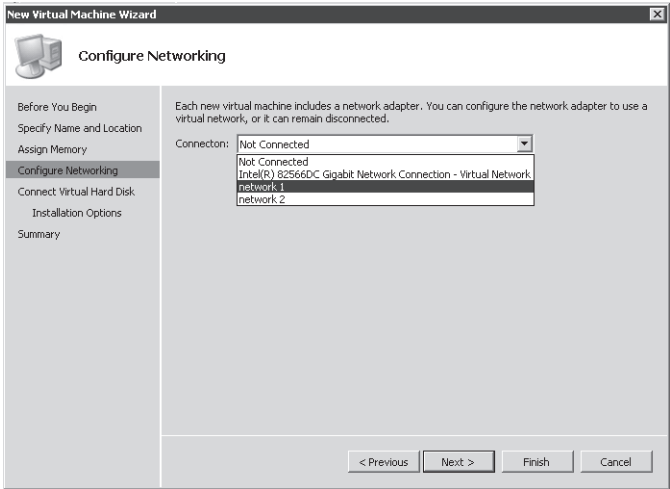 New Virtual Machine Wizard
Configure Networking
Before You Begin
Specify Name and Location
Assign Memory
Configure Networking
Connect Virtual Hard Disk
Installation Options
Summary
Each new virtual machine includes a network adapter. You can configure the network adapter to use a
virtual network, or it can remain disconnected.
Connecton: Not Connected
Not Connected
Intel(R) 82566DC Gigabit Network Connection - Virtual Network
network 1
network 2
< Previous Next > Finish Cancel